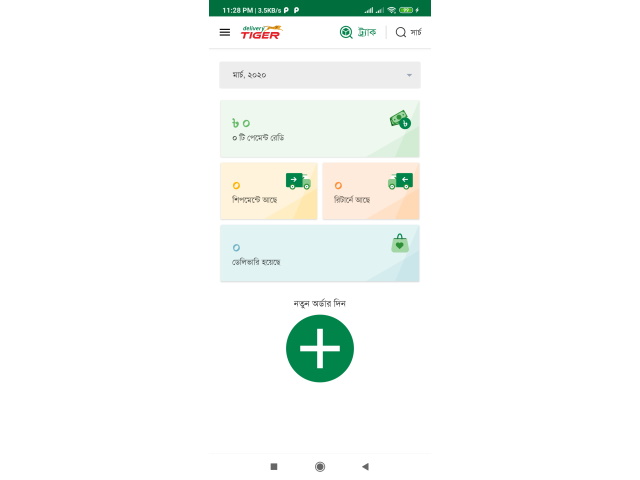 11:28 PM | 3.5KB/s
delivery
TIGER
ট্র্যাক
সার্চ
মার্চ, ২০২০
৳ ০
০ টি পেমেন্ট রেডি
০
শিপমেন্টে আছে
০
রিটার্নে আছে
০
ডেলিভারি হয়েছে
নতুন অর্ডার দিন